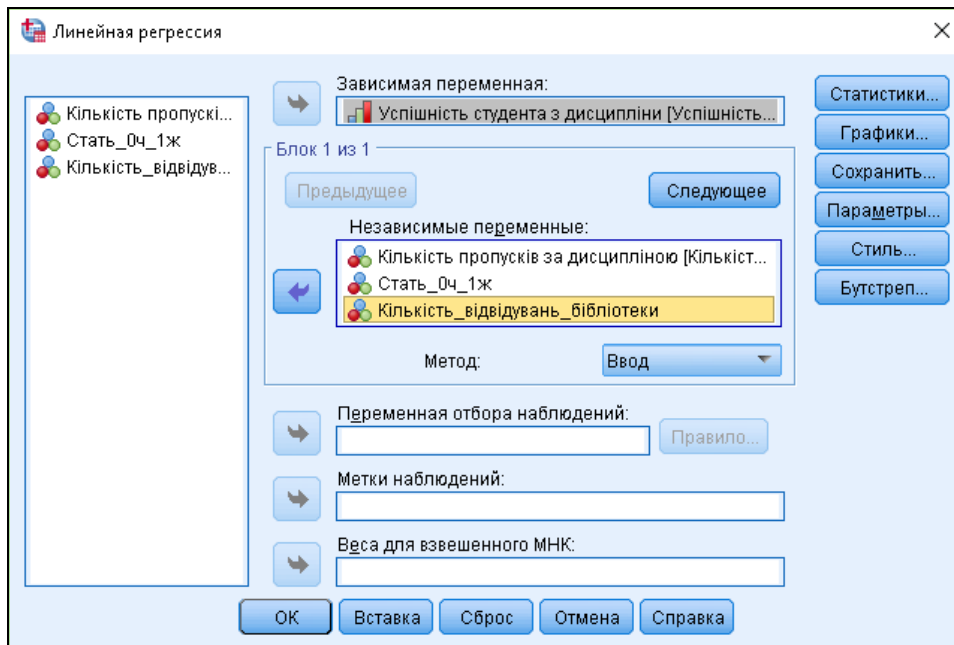 Линейная регрессия
Кількість пропускі...
Стать_0ч_1ж
Кількість_відвідув...
Зависимая переменная:
Успішність студента з дисципліни [Успішність...
Блок 1 из 1
Предыдущее
Следующее
Независимые переменные:
Кількість пропусків за дисципліною [Кількіст...
Стать_0ч_1ж
Кількість_відвідувань_бібліотеки
Метод:
Ввод
Переменная отбора наблюдений:
Правило...
Метки наблюдений:
Веса для взвешенного МНК:
Статистики...
Графики...
Сохранить...
Параметры...
Стиль...
Бутстреп...
ОК
Вставка
Сброс
Отмена
Справка